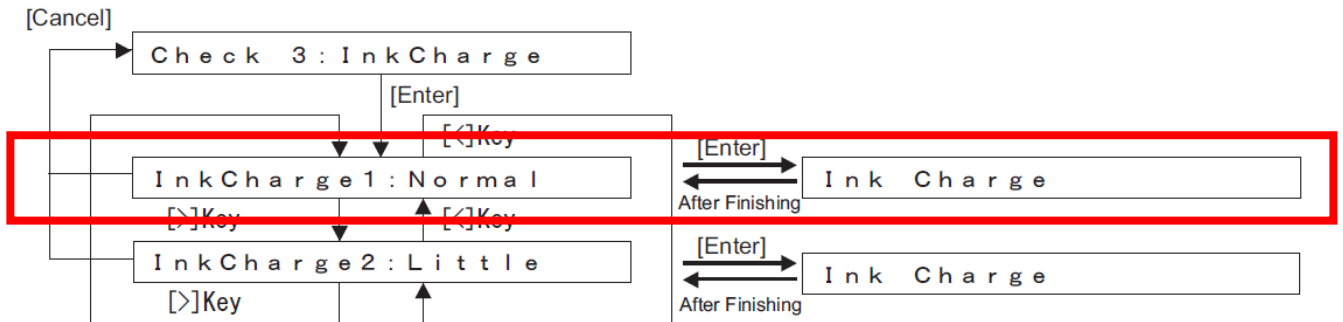 [Cancel]
Check 3:InkCharge
[Enter]
[<]Key
[Enter]
InkCharge1:Normal
Ink Charge
After Finishing
[>]Key
[<]Key
[Enter]
InkCharge2:Little
Ink Charge
[>]Key
After Finishing